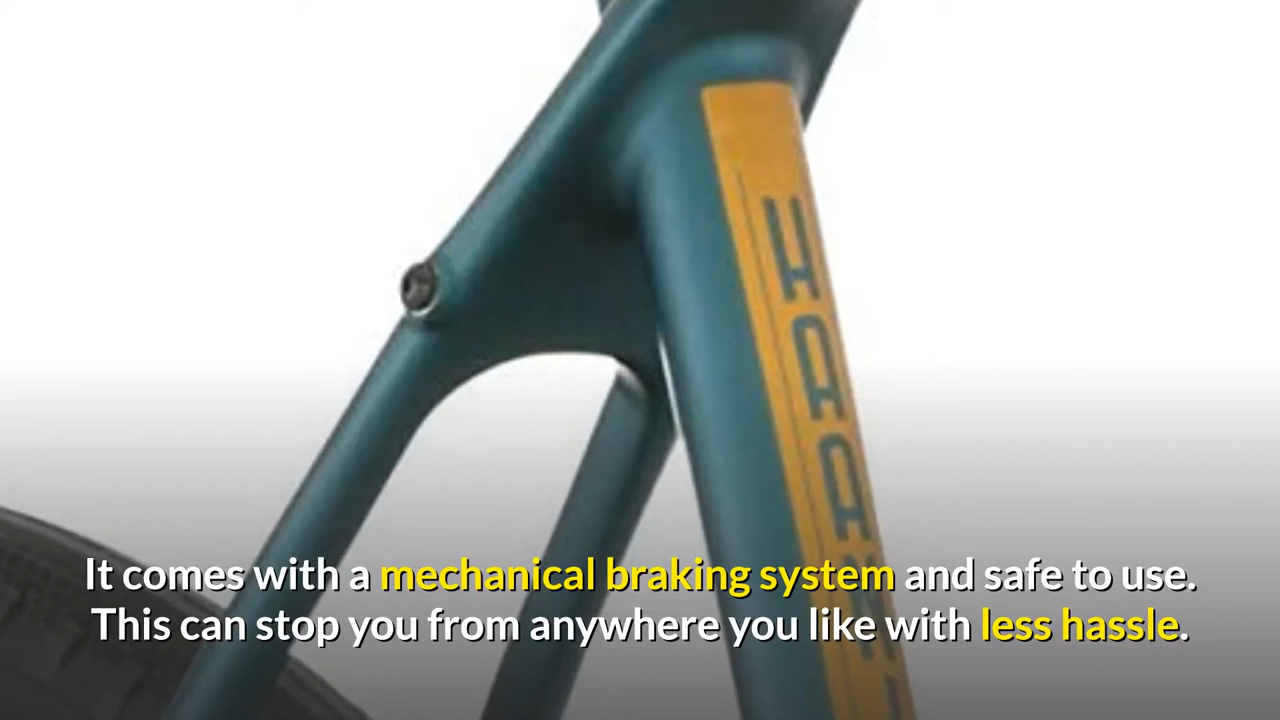 HAAN
It comes with a mechanical braking system and safe to use.
This can stop you from anywhere you like with less hassle.